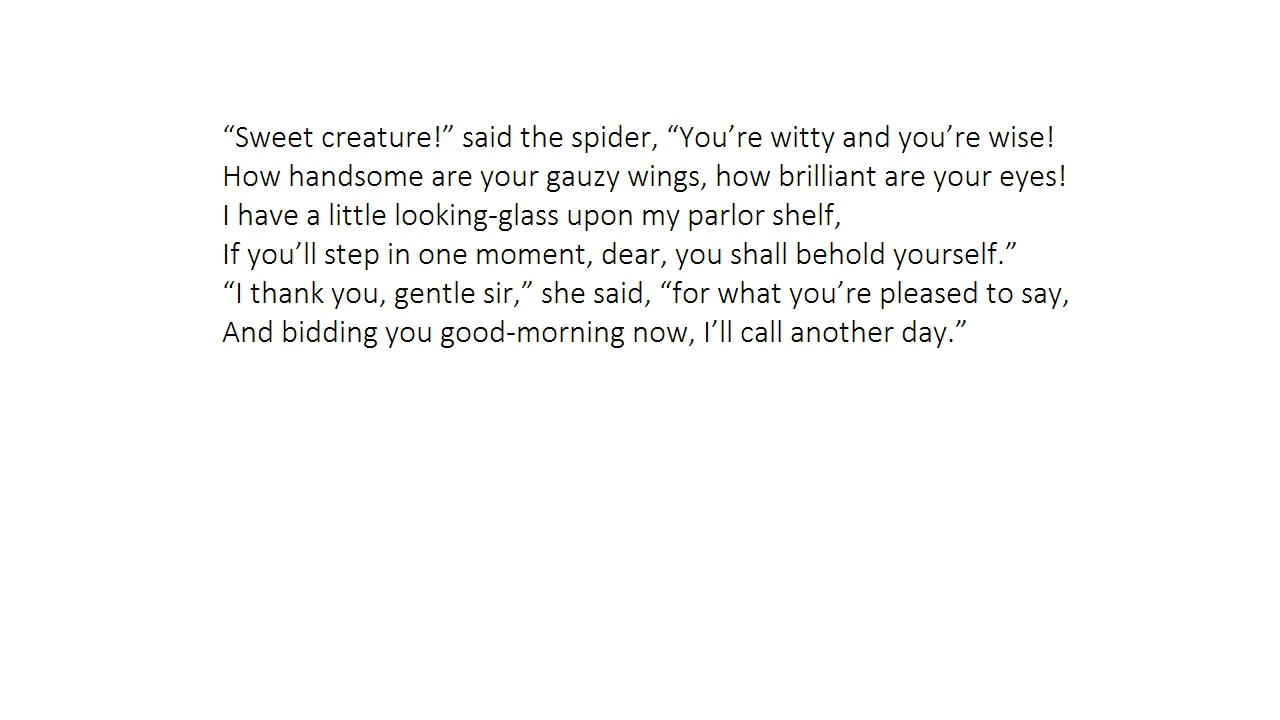 “Sweet creature!” said the spider, “You’re witty and you’re wise!
How handsome are your gauzy wings, how brilliant are your eyes!
I have a little looking-glass upon my parlor shelf,
If you’ll step in one moment, dear, you shall behold yourself.”
“I thank you, gentle sir,” she said, “for what you’re pleased to say,
And bidding you good-morning now, I’ll call another day.”